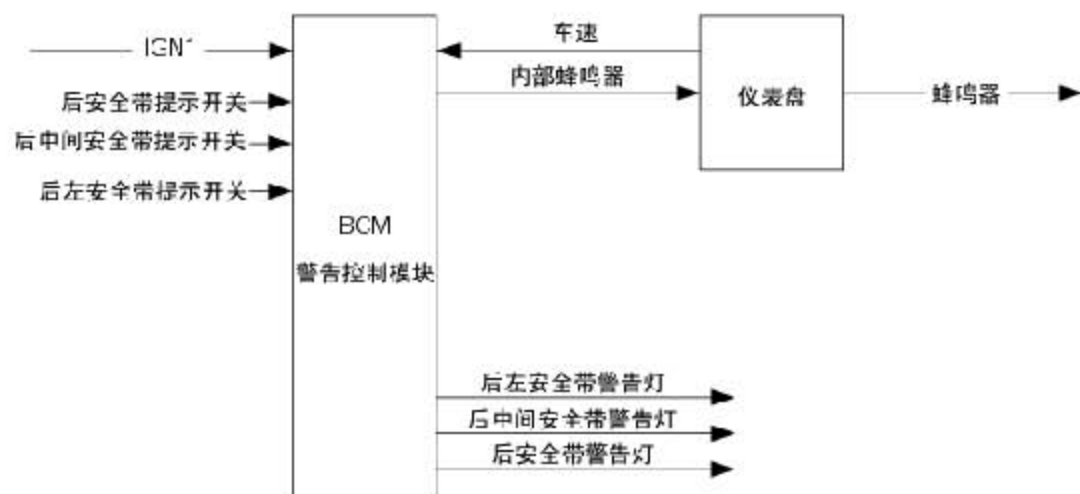 IGN1
车速
内部蜂鸣器
后安全带提示开关
仪表盘
蜂鸣器
后中间安全带提示开关
后左安全带提示开关
BCM
警告控制模块
后左安全带警告灯
后中间安全带警告灯
后安全带警告灯